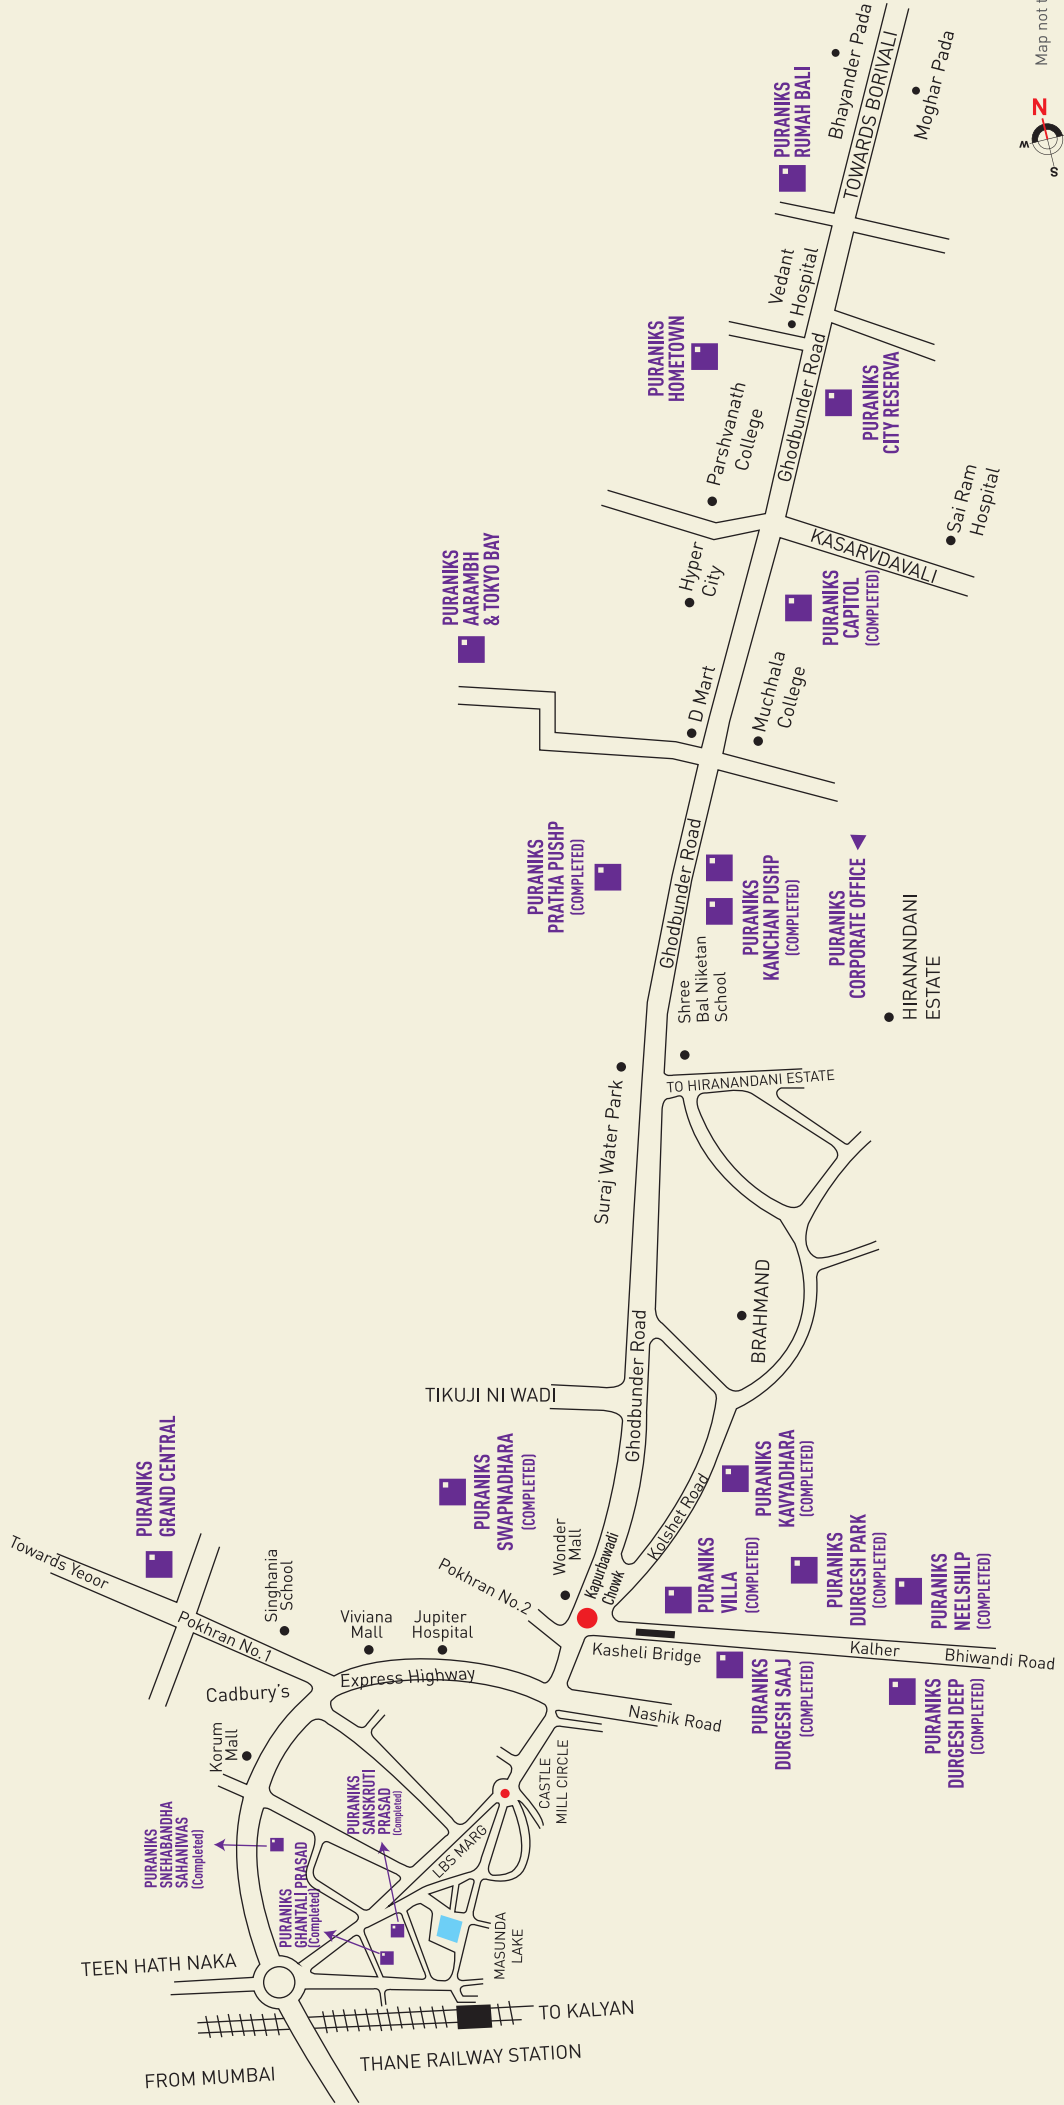 Map not t
N
W
S
Bhayander Pada
TOWARDS BORIVALI
Moghar Pada
PURANIKS
RUMAH BALI
Vedant
Hospital
PURANIKS
HOMETOWN
Ghodbunder Road
PURANIKS
CITY RESERVA
Parshvanath
College
Sai Ram
Hospital
KASARVDAVALI
Hyper
City
PURANIKS
AARAMBH
& TOKYO BAY
PURANIKS
CAPITOL
(COMPLETED)
D Mart
Muchhala
College
PURANIKS
PRATHA PUSHP
(COMPLETED)
Ghodbunder Road
PURANIKS
KANCHAN PUSHP
(COMPLETED)
PURANIKS
CORPORATE OFFICE
HIRANANDANI
ESTATE
Shree
Bal Niketan
School
TO HIRANANDANI ESTATE
Suraj Water Park
BRAHMAND
Ghodbunder Road
TIKUJI NI WADI
PURANIKS
GRAND CENTRAL
PURANIKS
SWAPNADHARA
(COMPLETED)
PURANIKS
KAVYADHARA
(COMPLETED)
Kolshet Road
Wonder
Mall
Kapurbawadi
Chowk
PURANIKS
VILLA
(COMPLETED)
PURANIKS
DURGESH PARK
(COMPLETED)
PURANIKS
NEELSHILP
(COMPLETED)
Towards Yeoor
Pokhran No.1
Singhania
School
Pokhran No.2
Viviana
Mall
Jupiter
Hospital
Express Highway
Cadbury's
Korum
Mall
Kasheli Bridge
Kalher
Bhiwandi Road
Nashik Road
PURANIKS
DURGESH SAAJ
(COMPLETED)
PURANIKS
DURGESH DEEP
(COMPLETED)
CASTLE
MILL CIRCLE
LBS MARG
PURANIKS
SANSKRUTI
PRASAD
(Completed)
PURANIKS
SNEHABANDHA
SAHANIWAS
(Completed)
PURANIKS
GHANTALI PRASAD
(Completed)
MASUNDA
LAKE
TEEN HATH NAKA
TO KALYAN
THANE RAILWAY STATION
FROM MUMBAI